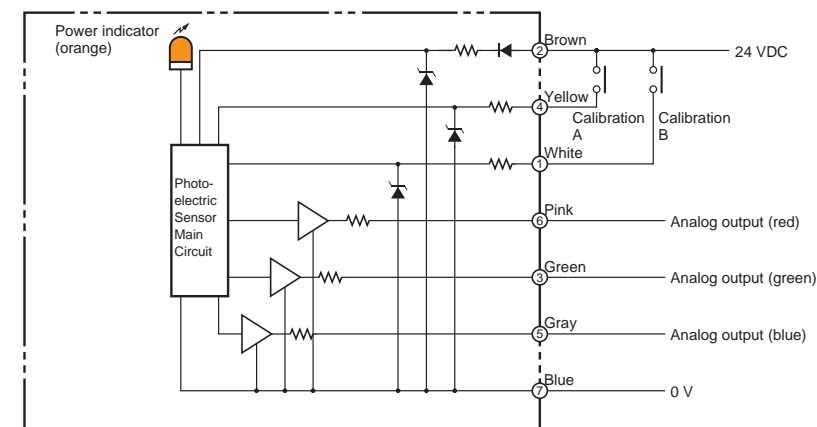 Power indicator
(orange)
Brown
2
24 VDC
Yellow
4
Calibration
A
Calibration
B
White
1
Photo-
electric
Sensor
Main
Circuit
Pink
6
Analog output (red)
Green
3
Analog output (green)
Gray
5
Analog output (blue)
Blue
7
0 V